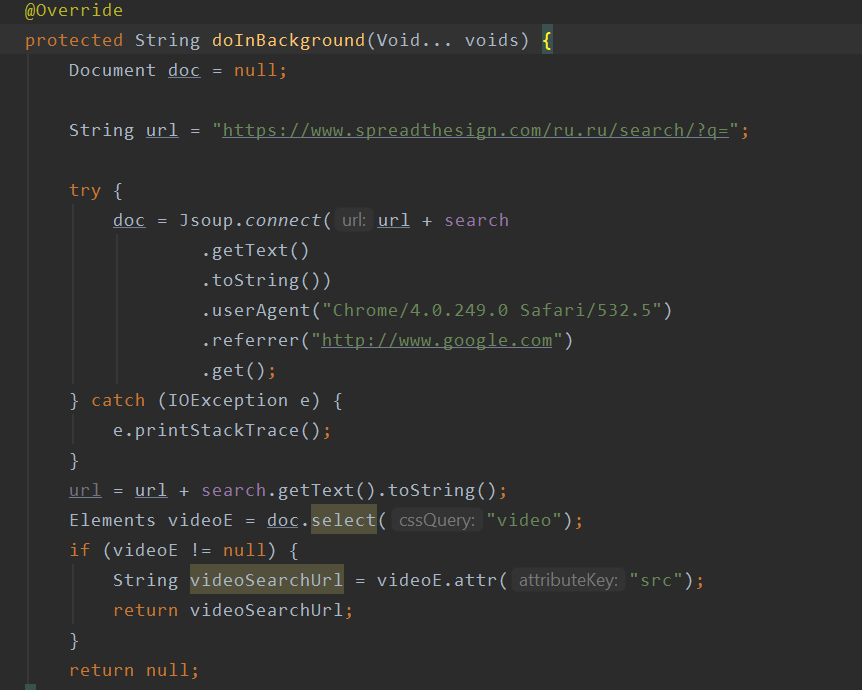 @Override
protected String doInBackground(Void... voids) {
Document doc = null;
String url = "https://www.spreadthesign.com/ru.ru/search/?q=";
try {
doc = Jsoup.connect( url: url + search
.getText()
.toString())
.userAgent("Chrome/4.0.249.0 Safari/532.5")
.referrer("http://www.google.com")
.get();
} catch (IOException e) {
e.printStackTrace();
}
url = url + search.getText().toString();
Elements videoE = doc.select( cssQuery: "video");
if (videoE != null) {
String videoSearchUrl = videoE.attr( attributeKey: "src");
return videoSearchUrl;
}
return null;